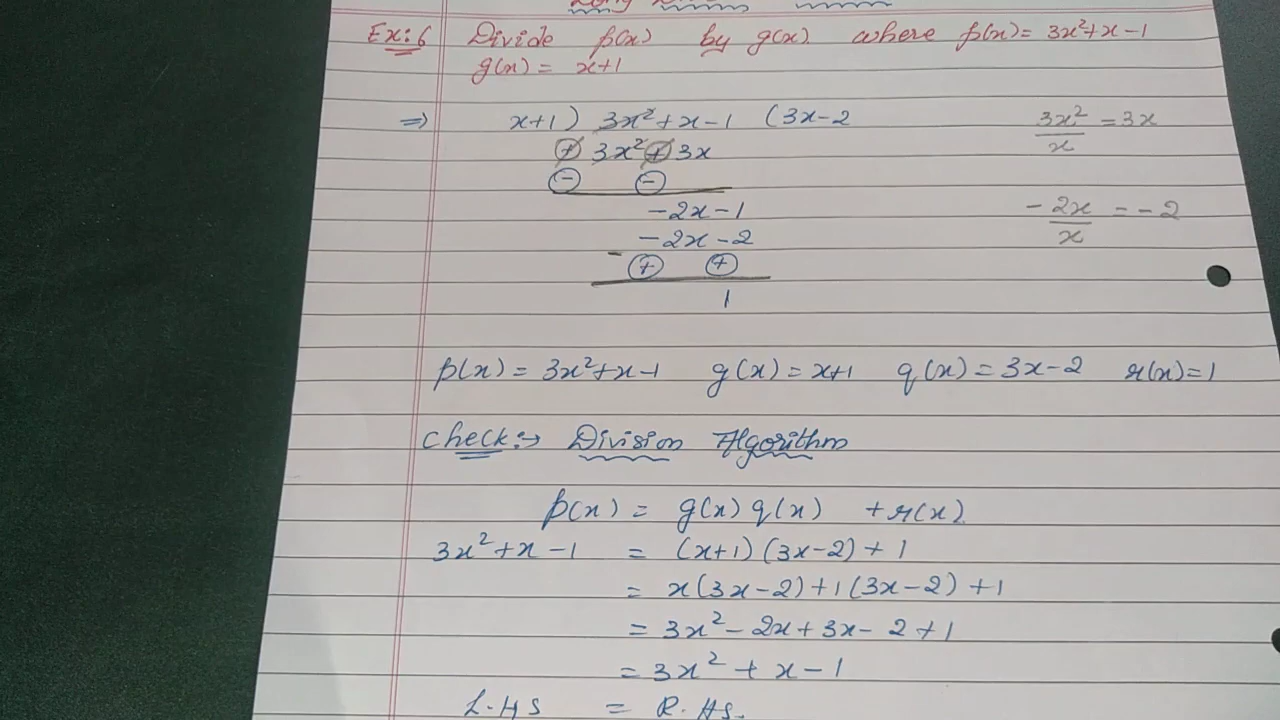 Ex:6 Divide p(x) by g(x) where p(x) = 3x²+x-1
g(x) = x+1
⇒ x+1 ) 3x²+x-1 (3x-2
3x²/x = 3x
+ 3x² + 3x
⊖ ⊖
-2x-1
-2x/x = -2
-2x-2
- ⊕ ⊕
1
p(x) = 3x²+x-1 g(x) = x+1 q(x) = 3x-2 r(x)=1
Check:→ Division Algorithm
p(x) = g(x) q(x) + r(x)
3x²+x-1 = (x+1)(3x-2)+1
= x(3x-2)+1(3x-2)+1
= 3x²-2x+3x-2+1
= 3x²+x-1
L.HS = R.HS.